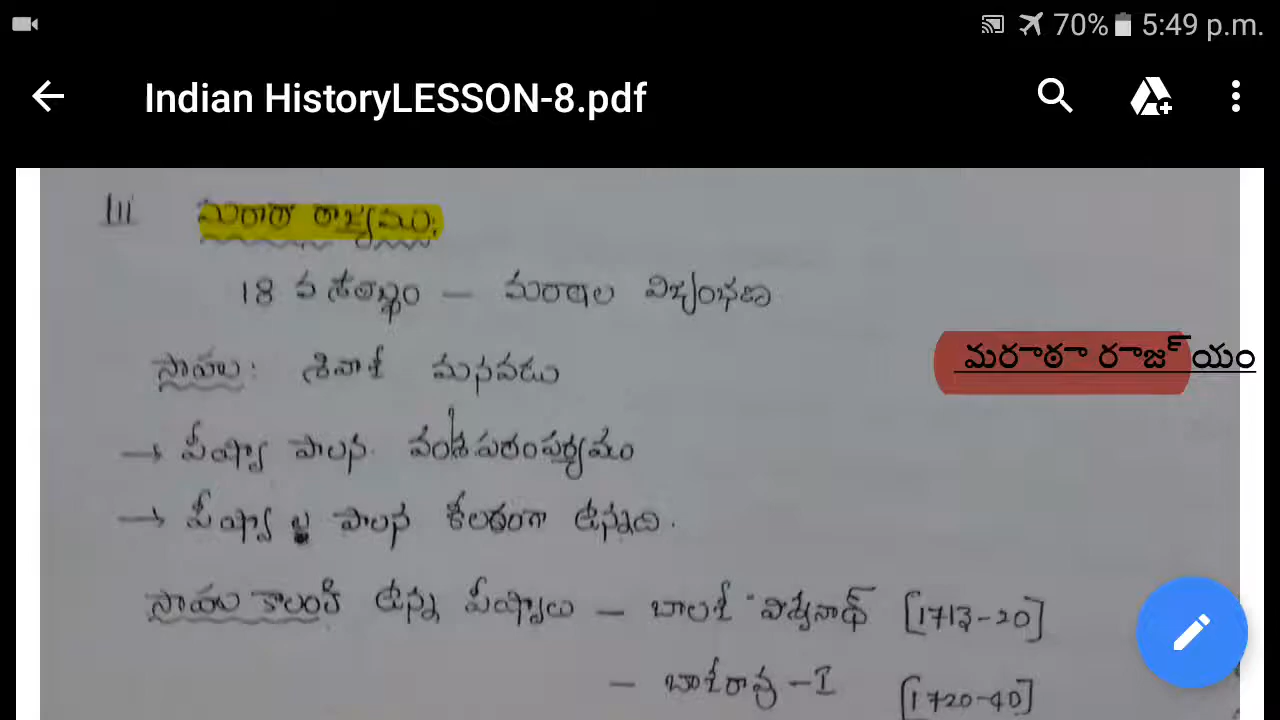 70% 5:49 p.m.
Indian HistoryLESSON-8.pdf
III మరాఠా రాజ్యము:
18 వ శతాబ్దం – మరాఠాల విజృంభణ
మరాఠా రాజ్యం
సాహు: శివాజీ మనవడు
→ పీష్వా పాలన వంశపరంపర్యమం
→ పీష్వా ల పాలన కీలకంగా ఉన్నది.
సాహు కాలంకి ఉన్న పీష్వాలు – బాలాజీ విశ్వనాథ్ [1713-20]
– బాజీరావు -I [1720-40]